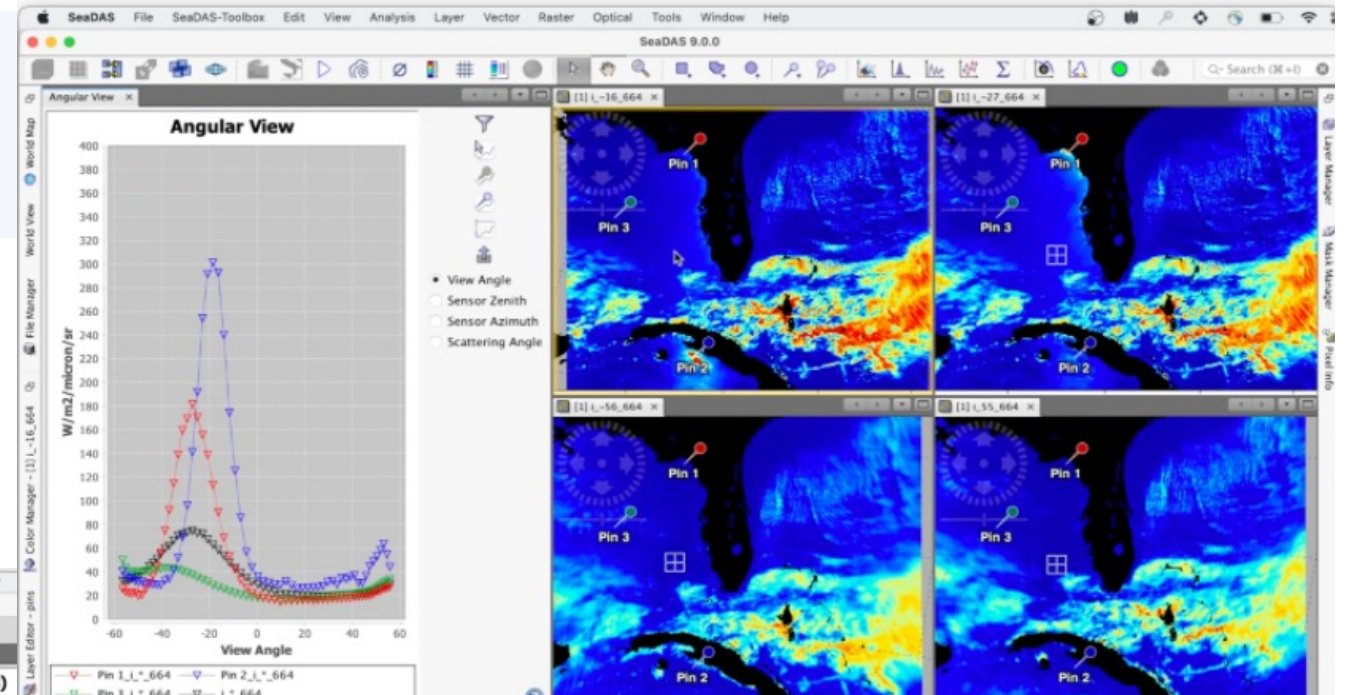 SeaDAS File SeaDAS-Toolbox Edit View Analysis Layer Vector Raster Optical Tools Window Help
SeaDAS 9.0.0
Search (⌘+I)
Angular View ×
[1] i_-16_664 ×
[1] i_-27_664 ×
World Map
World View
File Manager
Color Manager - [1] i_-16_664
Layer Editor - pins
Angular View
400
380
360
340
320
300
280
260
240
220
200
180
160
140
120
100
80
60
40
20
0
W/m2/micron/sr
-60 -40 -20 0 20 40 60
View Angle
Pin 1_i_*_664 Pin 2_i_*_664
Pin 3_i_*_664 i_*_664
View Angle
Sensor Zenith
Sensor Azimuth
Scattering Angle
Pin 1
Pin 3
Pin 2
Pin 1
Pin 3
Pin 2
[1] i_-56_664 ×
[1] i_55_664 ×
Pin 1
Pin 3
Pin 2
Pin 1
Pin 3
Pin 2
Layer Manager
Mask Manager
Pixel Info
)